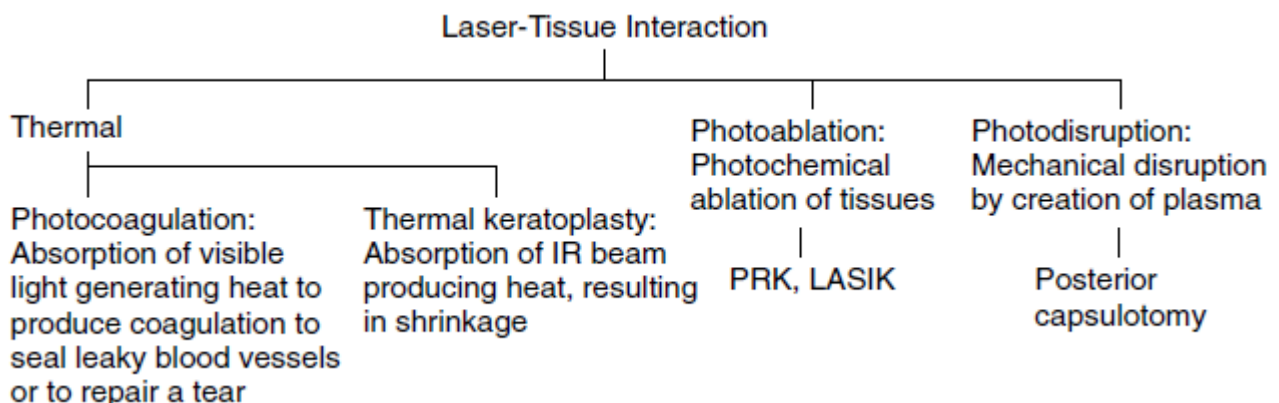 Laser-Tissue Interaction
Thermal
Photocoagulation:
Absorption of visible
light generating heat to
produce coagulation to
seal leaky blood vessels
or to repair a tear
Thermal keratoplasty:
Absorption of IR beam
producing heat, resulting
in shrinkage
Photoablation:
Photochemical
ablation of tissues
PRK, LASIK
Photodisruption:
Mechanical disruption
by creation of plasma
Posterior
capsulotomy